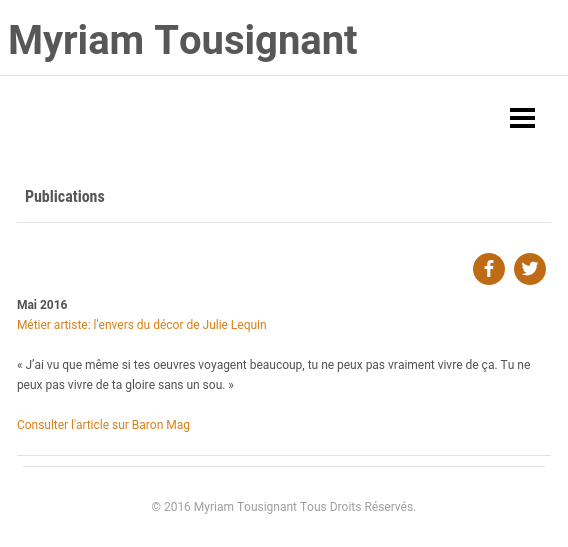 Myriam Tousignant
Publications
Mai 2016
Métier artiste: l'envers du décor de Julie Lequin
« J’ai vu que même si tes oeuvres voyagent beaucoup, tu ne peux pas vraiment vivre de ça. Tu ne
peux pas vivre de ta gloire sans un sou. »
Consulter l'article sur Baron Mag
© 2016 Myriam Tousignant Tous Droits Réservés.